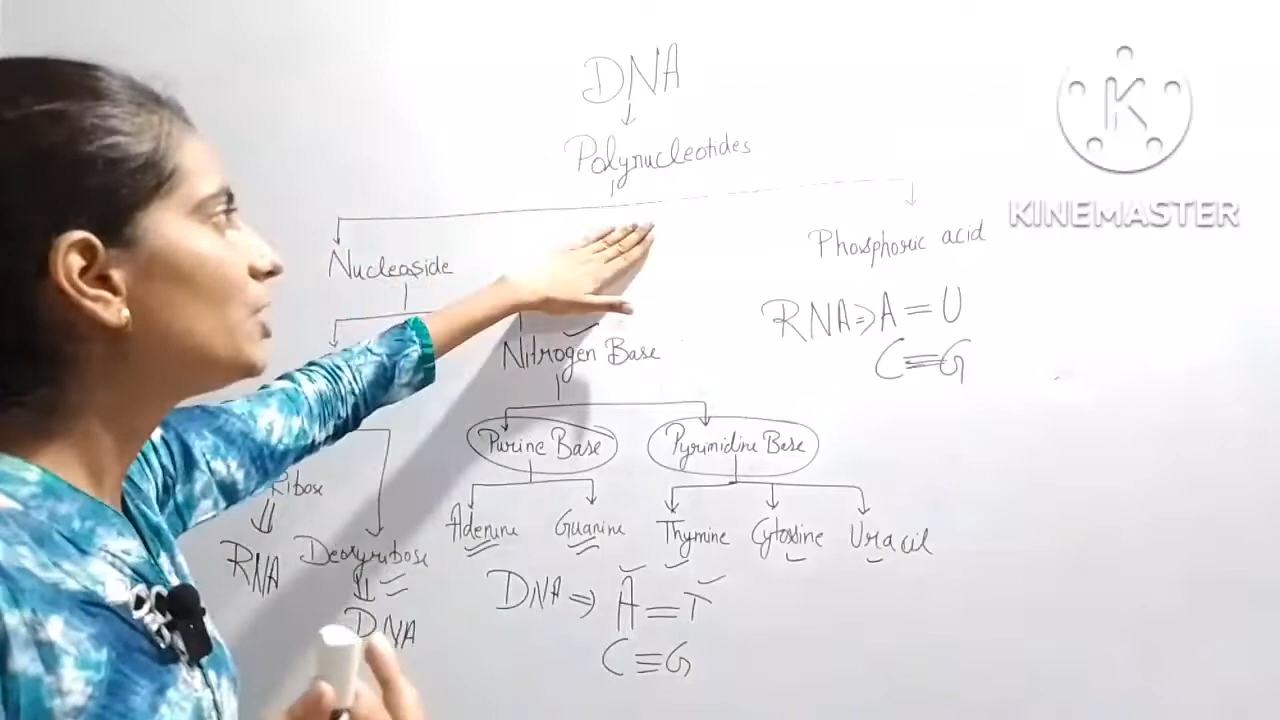 DNA
Polynucleotides
KINEMASTER
Nucleoside
Phosphoric acid
RNA ⇒ A = U
C ≡ G
Nitrogen Base
Purine Base
Pyrimidine Base
Ribose
Adenine
Guanine
Thymine
Cytosine
Uracil
RNA
Deoxyribose
DNA
DNA ⇒ A = T
C ≡ G